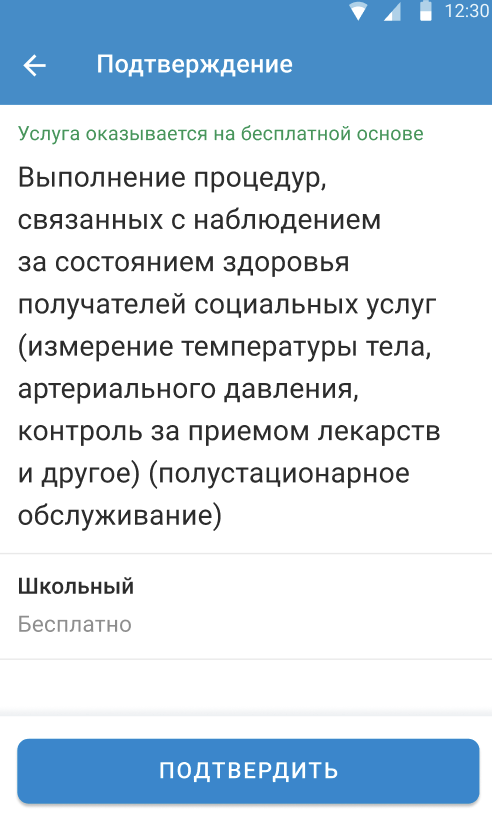 12:30
Подтверждение
Услуга оказывается на бесплатной основе
Выполнение процедур,
связанных с наблюдением
за состоянием здоровья
получателей социальных услуг
(измерение температуры тела,
артериального давления,
контроль за приемом лекарств
и другое) (полустационарное
обслуживание)
Школьный
Бесплатно
ПОДТВЕРДИТЬ